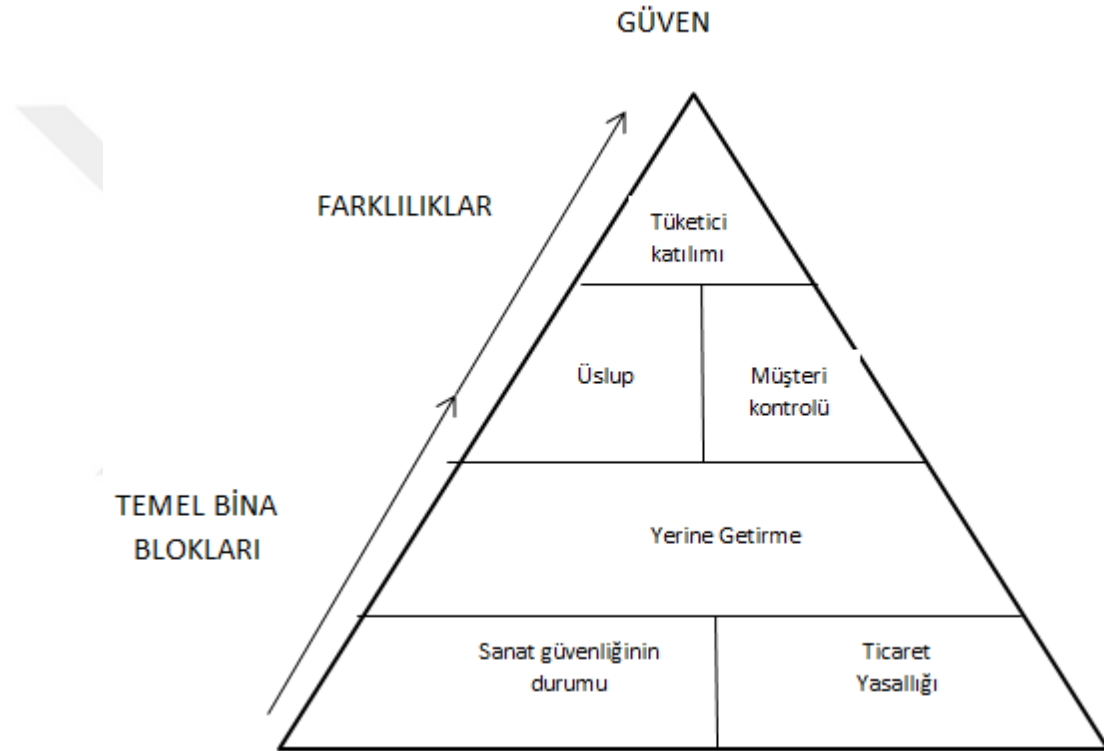 GÜVEN
FARKLILIKLAR
Tüketici
katılımı
Üslup
Müşteri
kontrolü
TEMEL BİNA
BLOKLARI
Yerine Getirme
Sanat güvenliğinin
durumu
Ticaret
Yasallığı